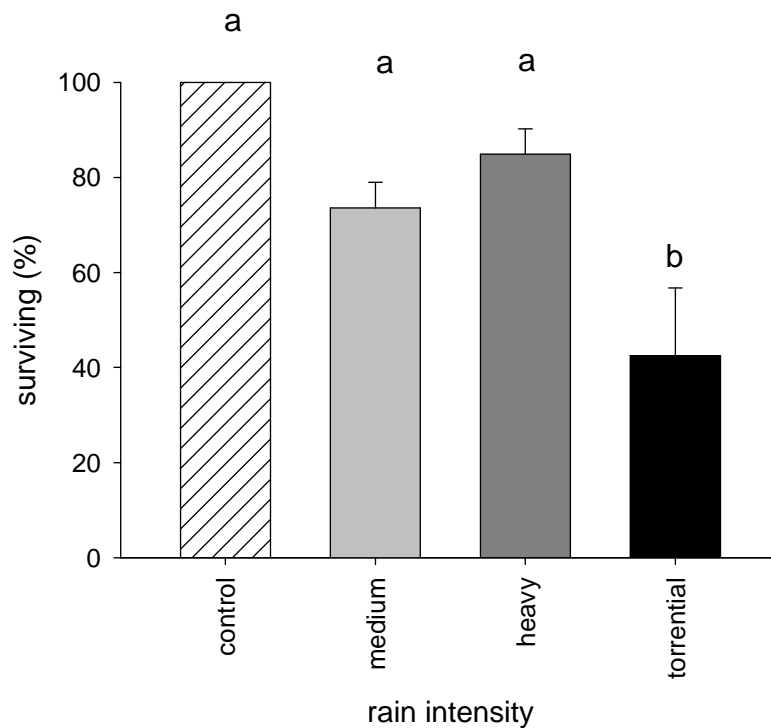 a
a
a
100
80
60
b
40
20
0
surviving (%)
control
medium
heavy
torrential
rain intensity